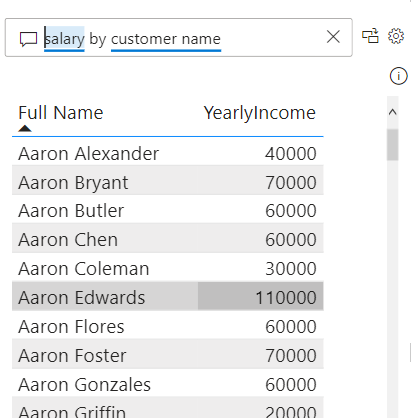 salary by customer name
Full Name YearlyIncome
Aaron Alexander 40000
Aaron Bryant 70000
Aaron Butler 60000
Aaron Chen 60000
Aaron Coleman 30000
Aaron Edwards 110000
Aaron Flores 60000
Aaron Foster 70000
Aaron Gonzales 60000
Aaron Griffin 20000